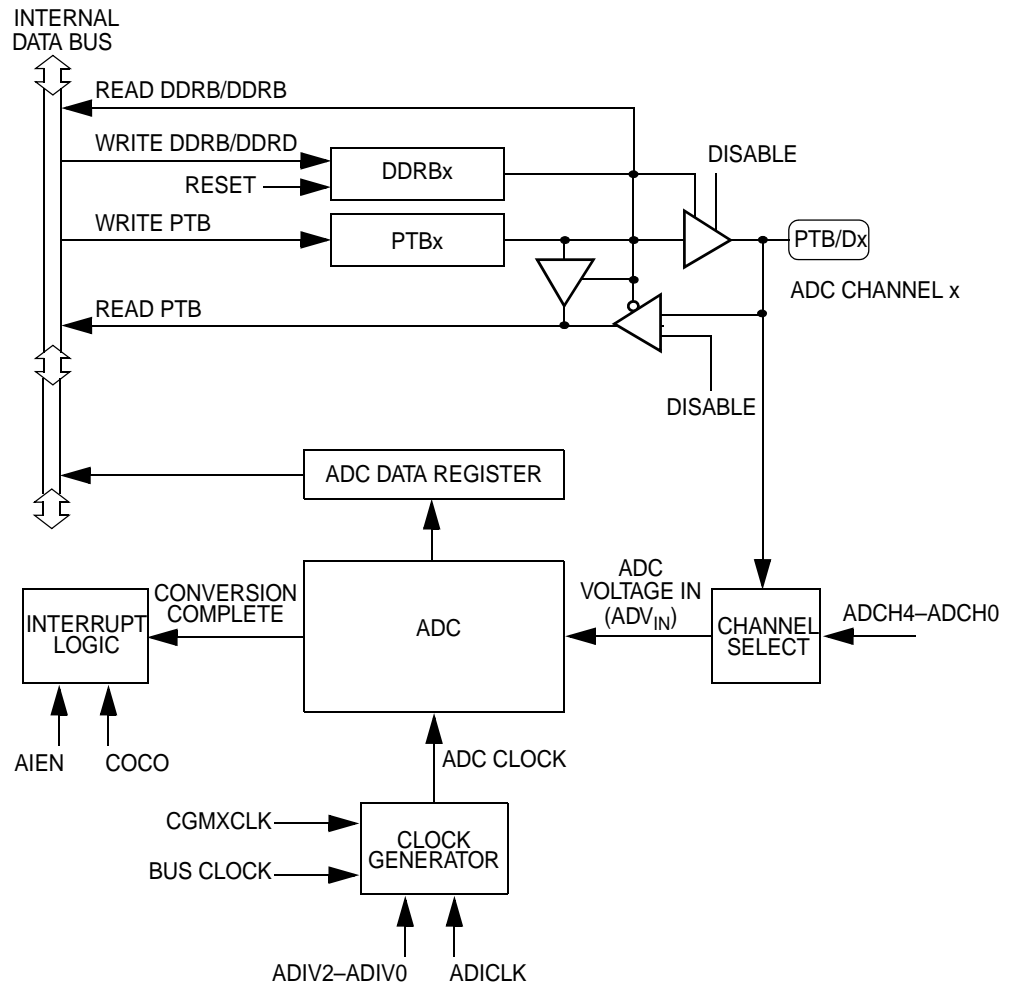 INTERNAL
DATA BUS
READ DDRB/DDRB
WRITE DDRB/DDRD
DISABLE
DDRBx
RESET
WRITE PTB
PTBx
PTB/Dx
ADC CHANNEL x
READ PTB
DISABLE
ADC DATA REGISTER
ADC
VOLTAGE IN
(ADVIN)
CONVERSION
COMPLETE
INTERRUPT
LOGIC
ADC
CHANNEL
SELECT
ADCH4–ADCH0
AIEN
COCO
ADC CLOCK
CGMXCLK
CLOCK
GENERATOR
BUS CLOCK
ADIV2–ADIV0
ADICLK